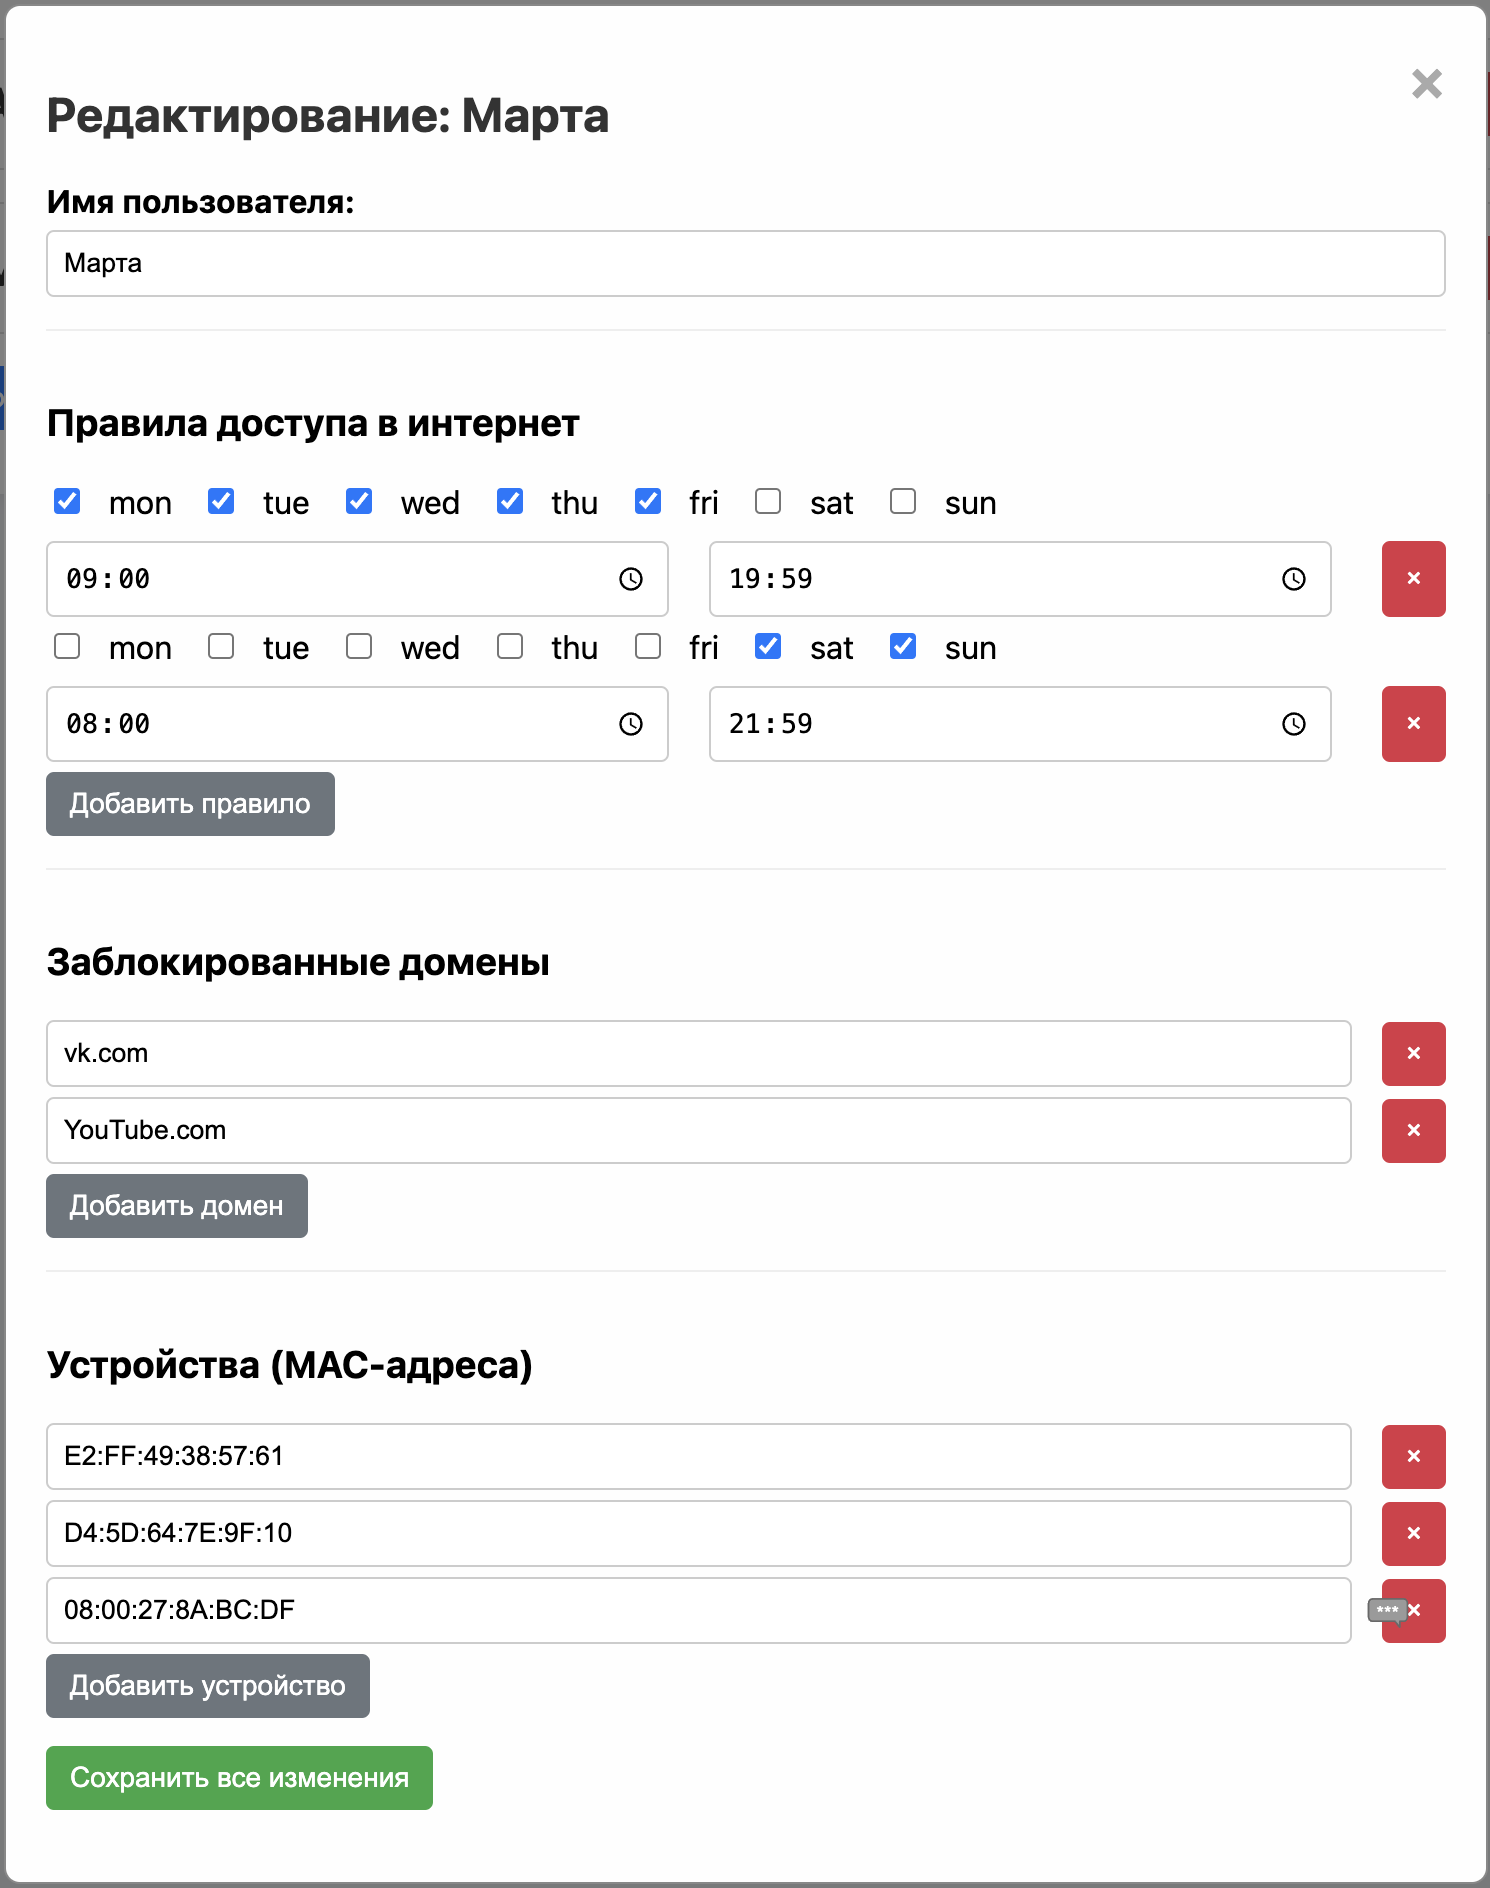 Редактирование: Марта
Имя пользователя:
Марта
Правила доступа в интернет
mon tue wed thu fri sat sun
09:00 19:59 ×
mon tue wed thu fri sat sun
08:00 21:59 ×
Добавить правило
Заблокированные домены
vk.com ×
YouTube.com ×
Добавить домен
Устройства (MAC-адреса)
E2:FF:49:38:57:61 ×
D4:5D:64:7E:9F:10 ×
08:00:27:8A:BC:DF *** ×
Добавить устройство
Сохранить все изменения